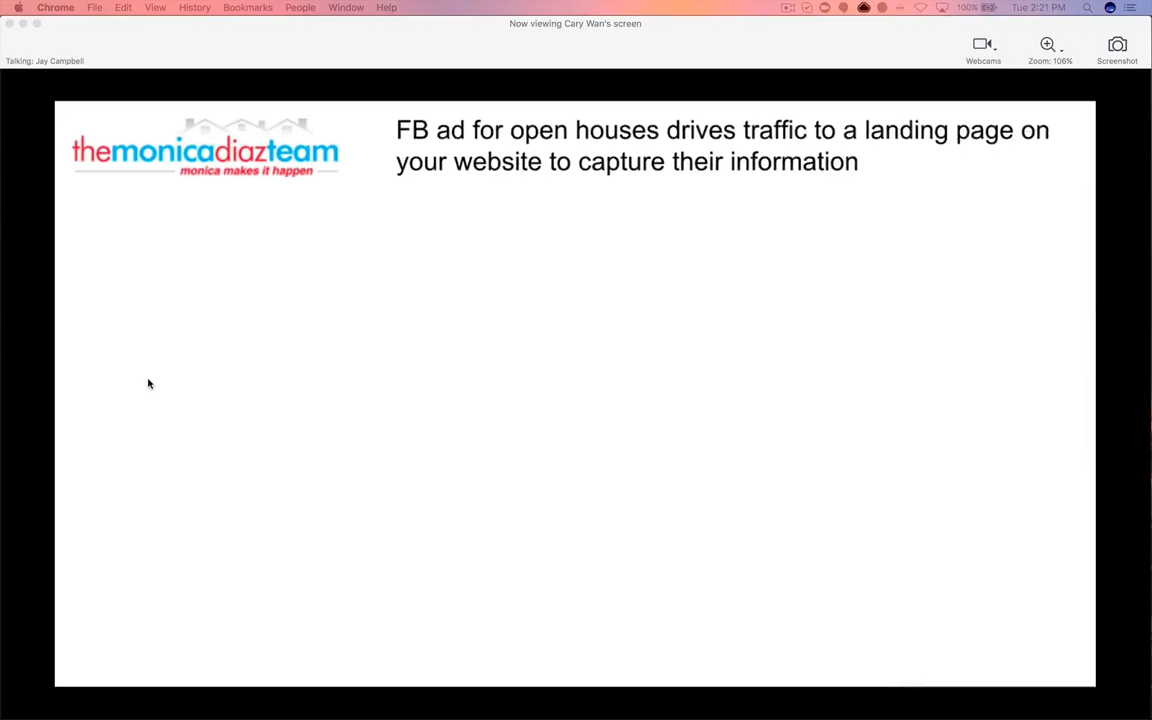 Chrome File Edit View History Bookmarks People Window Help 100% Tue 2:21 PM
Now viewing Cary Wan's screen
Talking: Jay Campbell
Webcams Zoom: 106% Screenshot
themonicadiazteam
monica makes it happen
FB ad for open houses drives traffic to a landing page on
your website to capture their information